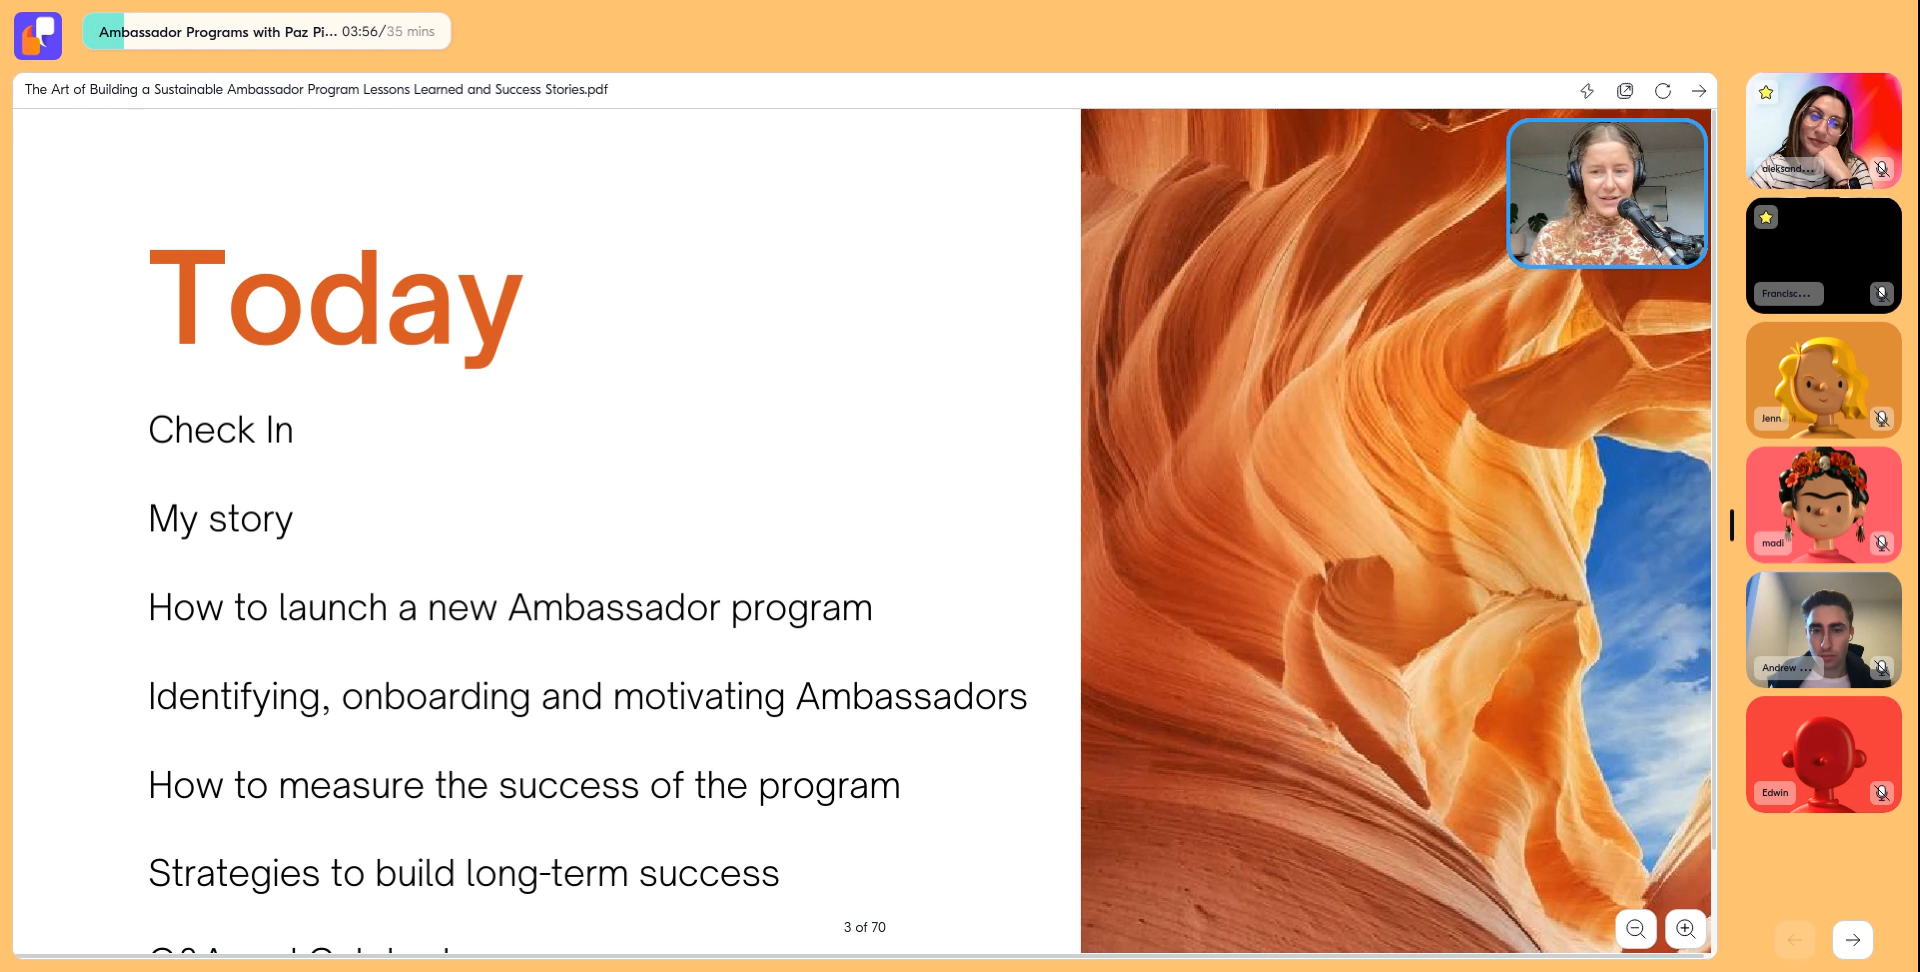 Ambassador Programs with Paz Pi... 03:56/35 mins
The Art of Building a Sustainable Ambassador Program Lessons Learned and Success Stories.pdf
Today
Check In
My story
How to launch a new Ambassador program
Identifying, onboarding and motivating Ambassadors
How to measure the success of the program
Strategies to build long-term success
3 of 70
aleksand...
Francisc...
Jenn
madi
Andrew ...
Edwin